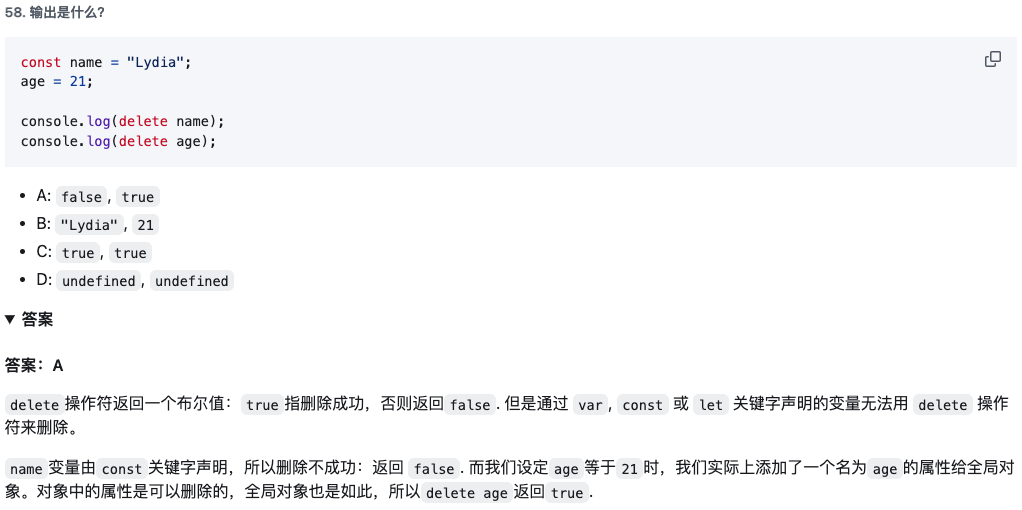 58. 输出是什么?
const name = "Lydia";
age = 21;
console.log(delete name);
console.log(delete age);
• A: false, true
• B: "Lydia", 21
• C: true, true
• D: undefined, undefined
▼ 答案
答案：A
delete 操作符返回一个布尔值： true 指删除成功，否则返回 false. 但是通过 var, const 或 let 关键字声明的变量无法用 delete 操作
符来删除。
name 变量由 const 关键字声明，所以删除不成功：返回 false. 而我们设定 age 等于 21 时，我们实际上添加了一个名为 age 的属性给全局对
象。对象中的属性是可以删除的，全局对象也是如此，所以 delete age 返回 true.